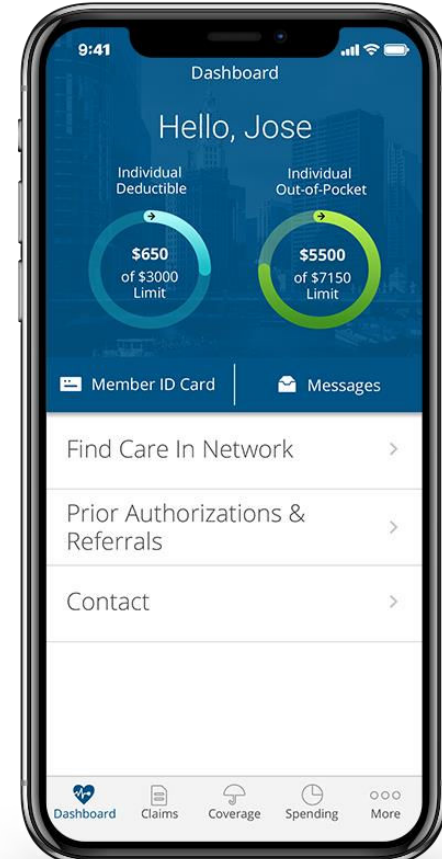 9:41
Dashboard
Hello, Jose
Individual
Deductible
$650
of $3000
Limit
Individual
Out-of-Pocket
$5500
of $7150
Limit
Member ID Card
Messages
Find Care In Network
Prior Authorizations &
Referrals
Contact
Dashboard
Claims
Coverage
Spending
More